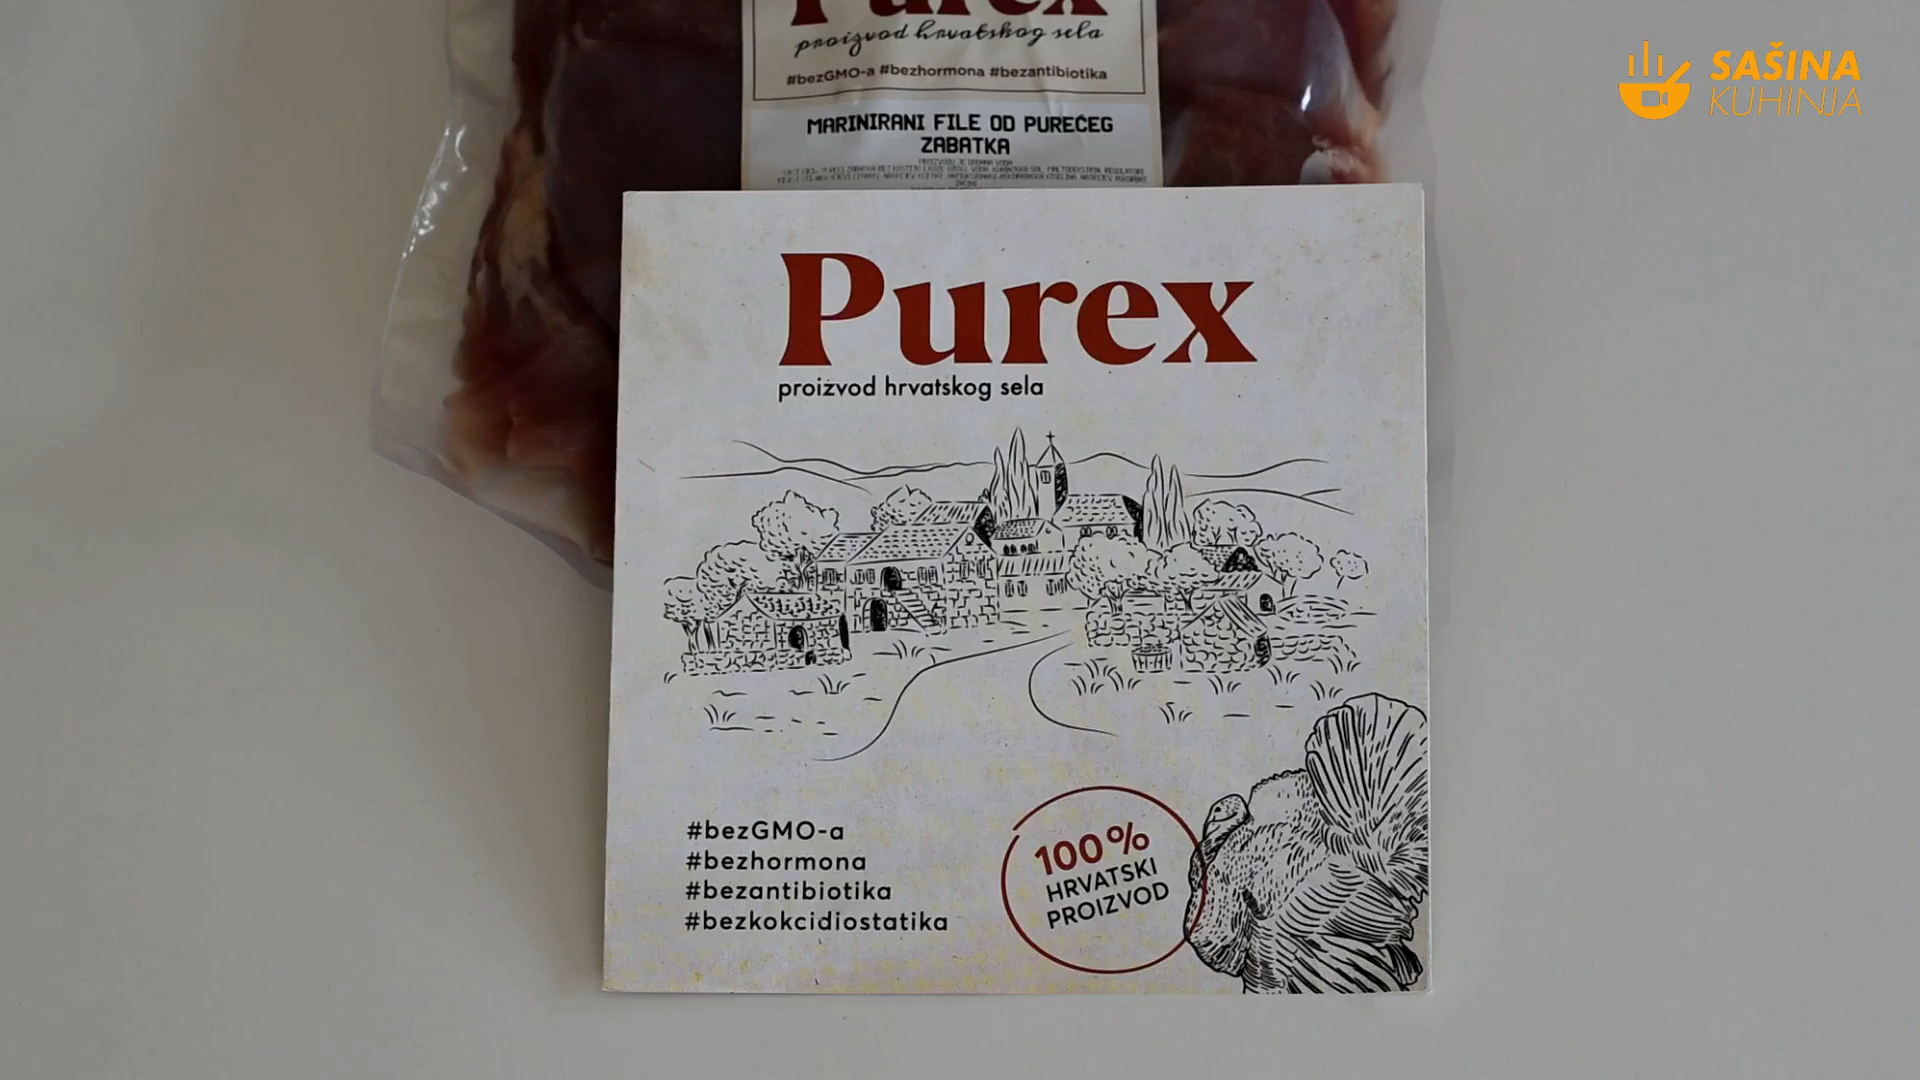 Purex
proizvod hrvatskog sela
#bezGMO-a #bezhormona #bezantibiotika
MARINIRANI FILE OD PUREĆEG
ZABATKA
SAŠINA
KUHINJA
Purex
proizvod hrvatskog sela
#bezGMO-a
#bezhormona
#bezantibiotika
#bezkokcidiostatika
100%
HRVATSKI
PROIZVOD